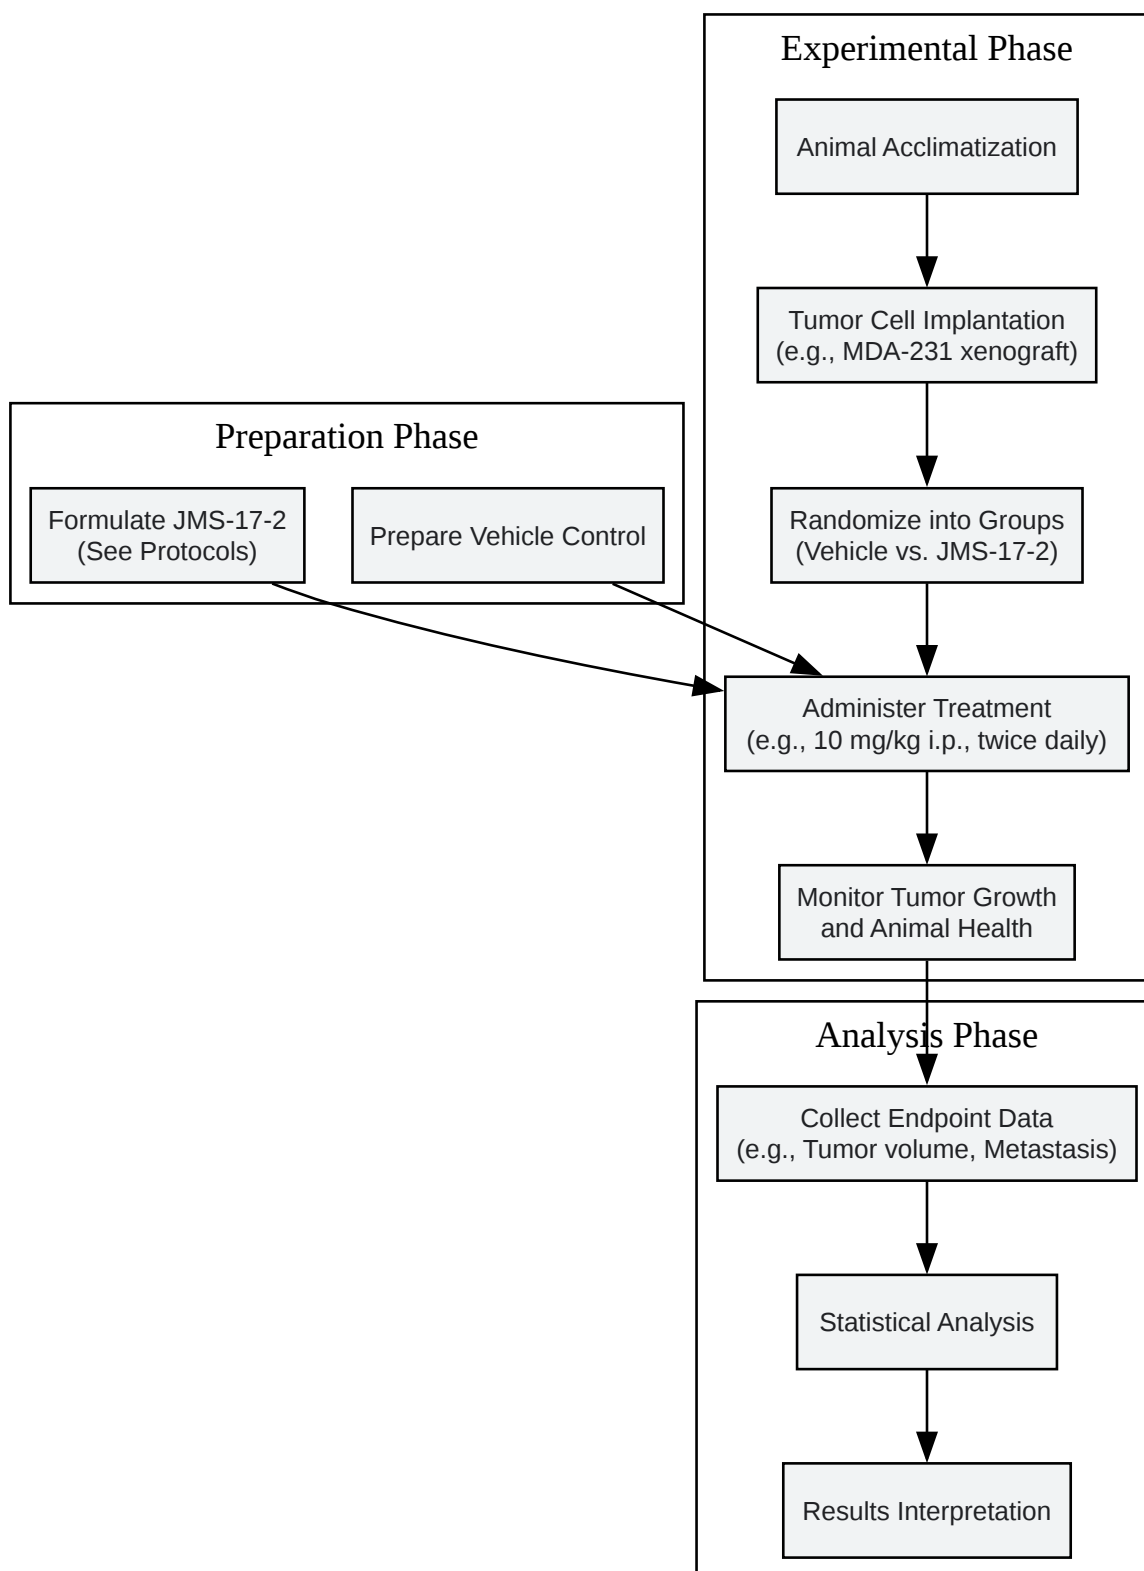 Experimental Phase
Animal Acclimatization
Tumor Cell Implantation
(e.g., MDA-231 xenograft)
Preparation Phase
Formulate JMS-17-2
(See Protocols)
Prepare Vehicle Control
Randomize into Groups
(Vehicle vs. JMS-17-2)
Administer Treatment
(e.g., 10 mg/kg i.p., twice daily)
Monitor Tumor Growth
and Animal Health
Analysis Phase
Collect Endpoint Data
(e.g., Tumor volume, Metastasis)
Statistical Analysis
Results Interpretation